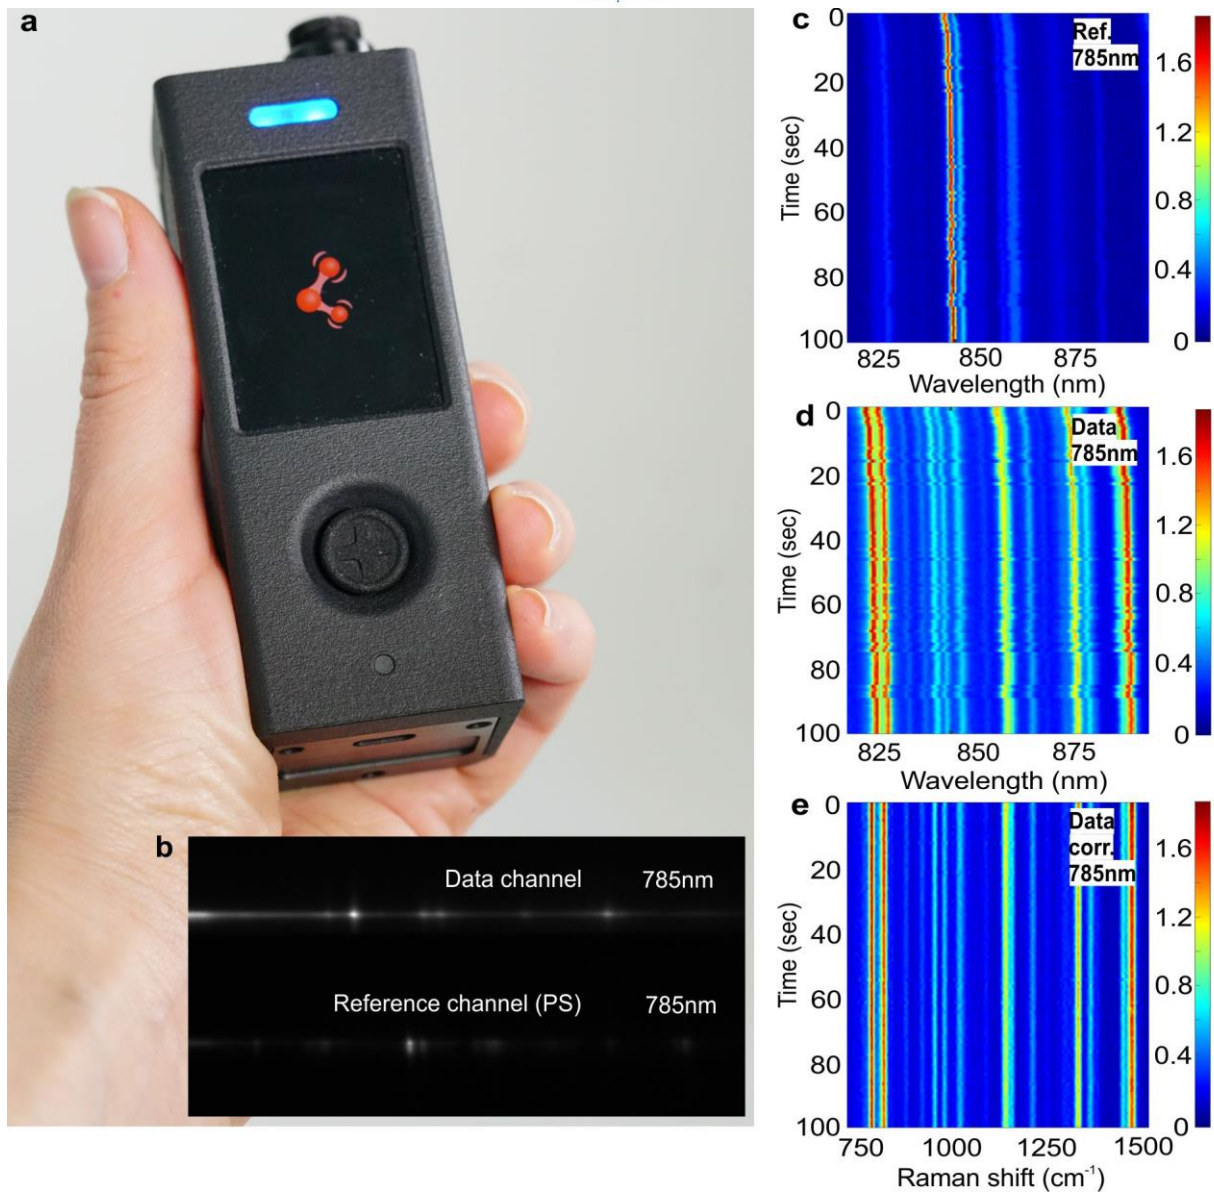 a
b
Data channel 785nm
Reference channel (PS) 785nm
c
Ref.
785nm
0
20
40
60
80
100
Time (sec)
825 850 875
Wavelength (nm)
1.6
1.2
0.8
0.4
0
d
Data
785nm
0
20
40
60
80
100
Time (sec)
825 850 875
Wavelength (nm)
1.6
1.2
0.8
0.4
0
e
Data
corr.
785nm
0
20
40
60
80
100
Time (sec)
750 1000 1250 1500
Raman shift (cm⁻¹)
1.6
1.2
0.8
0.4
0